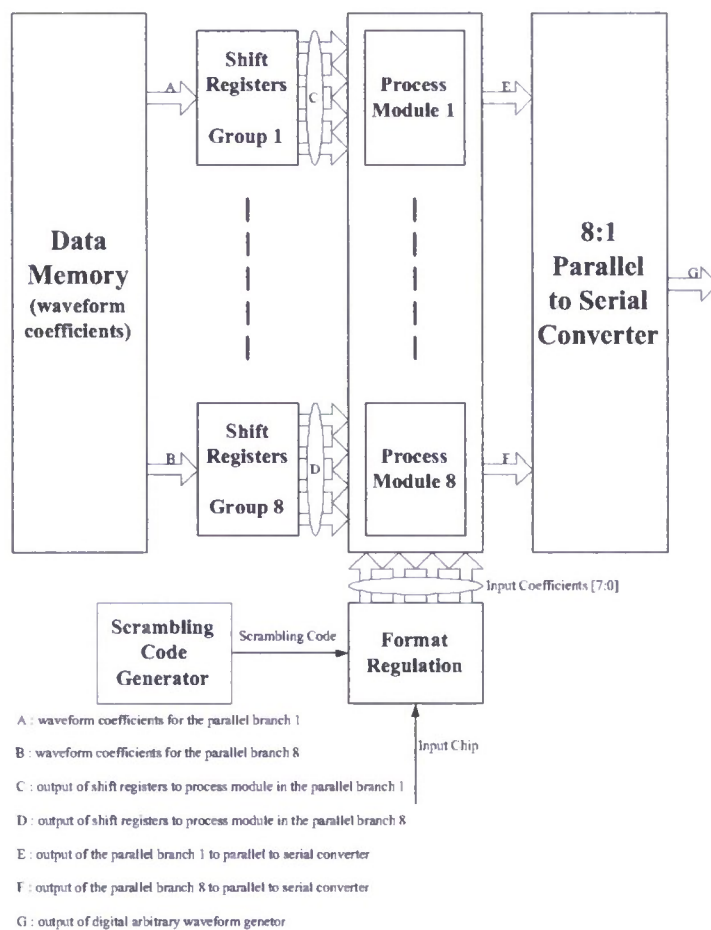 Data
Memory
(waveform
coefficients)
A
Shift
Registers
Group 1
C
Process
Module 1
E
8:1
Parallel
to Serial
Converter
G
B
Shift
Registers
Group 8
D
Process
Module 8
F
Input Coefficients [7:0]
Scrambling
Code
Generator
Scrambling Code
Format
Regulation
Input Chip
A : waveform coefficients for the parallel branch 1
B : waveform coefficients for the parallel branch 8
C : output of shift registers to process module in the parallel branch 1
D : output of shift registers to process module in the parallel branch 8
E : output of the parallel branch 1 to parallel to serial converter
F : output of the parallel branch 8 to parallel to serial converter
G : output of digital arbitrary waveform genetor